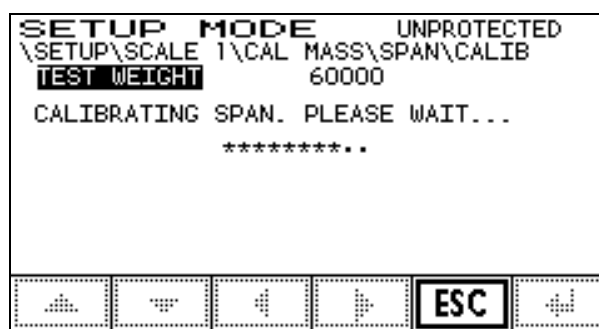 SETUP MODE UNPROTECTED
\SETUP\SCALE 1\CAL MASS\SPAN\CALIB
TEST WEIGHT 60000
CALIBRATING SPAN. PLEASE WAIT...
********..
ESC